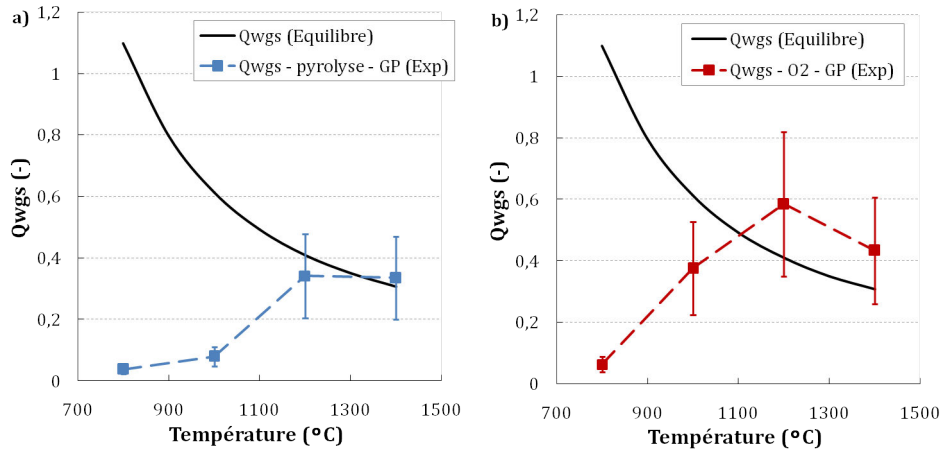 a)
1,2
1
0,8
0,6
0,4
0,2
0
Qwgs (-)
Qwgs (Equilibre)
Qwgs - pyrolyse - GP (Exp)
700 900 1100 1300 1500
Température (°C)
b)
1,2
1
0,8
0,6
0,4
0,2
0
Qwgs (-)
Qwgs (Equilibre)
Qwgs - O2 - GP (Exp)
700 900 1100 1300 1500
Température (°C)